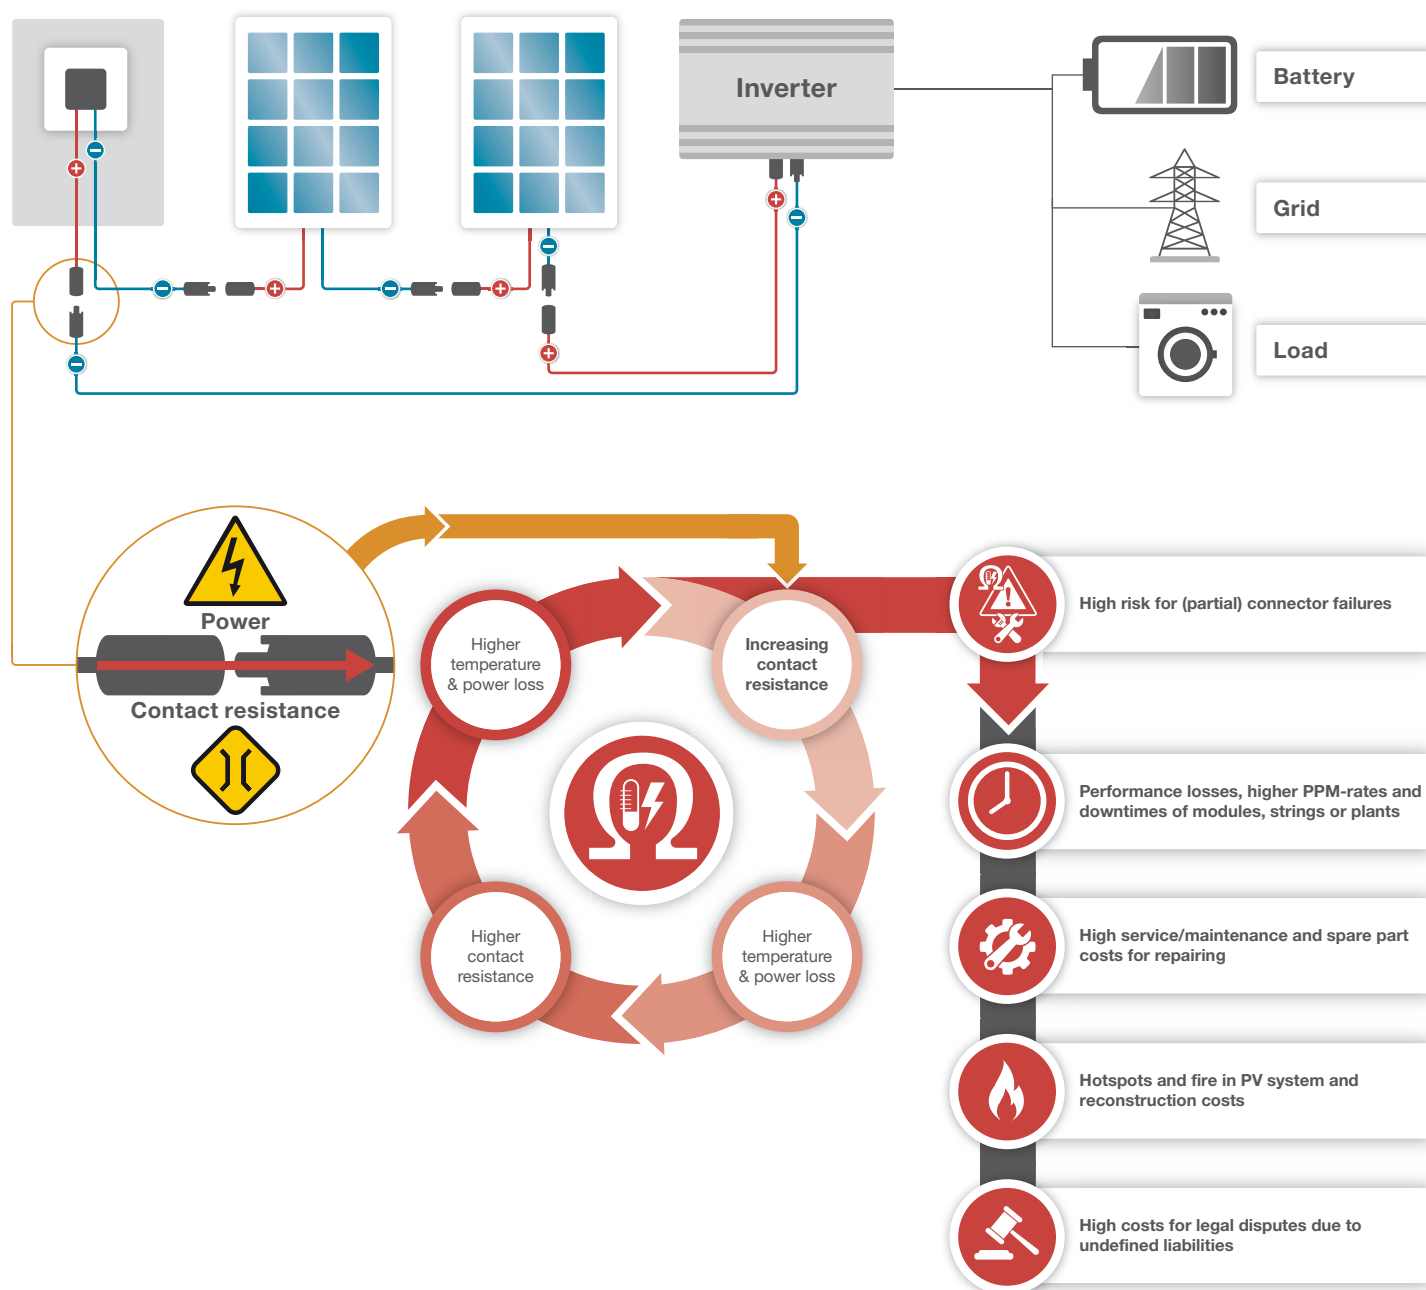 Inverter
Battery
Grid
Load
Power
Contact resistance
Higher
temperature
& power loss
Increasing
contact
resistance
Higher
contact
resistance
Higher
temperature
& power loss
High risk for (partial) connector failures
Performance losses, higher PPM-rates and
downtimes of modules, strings or plants
High service/maintenance and spare part
costs for repairing
Hotspots and fire in PV system and
reconstruction costs
High costs for legal disputes due to
undefined liabilities